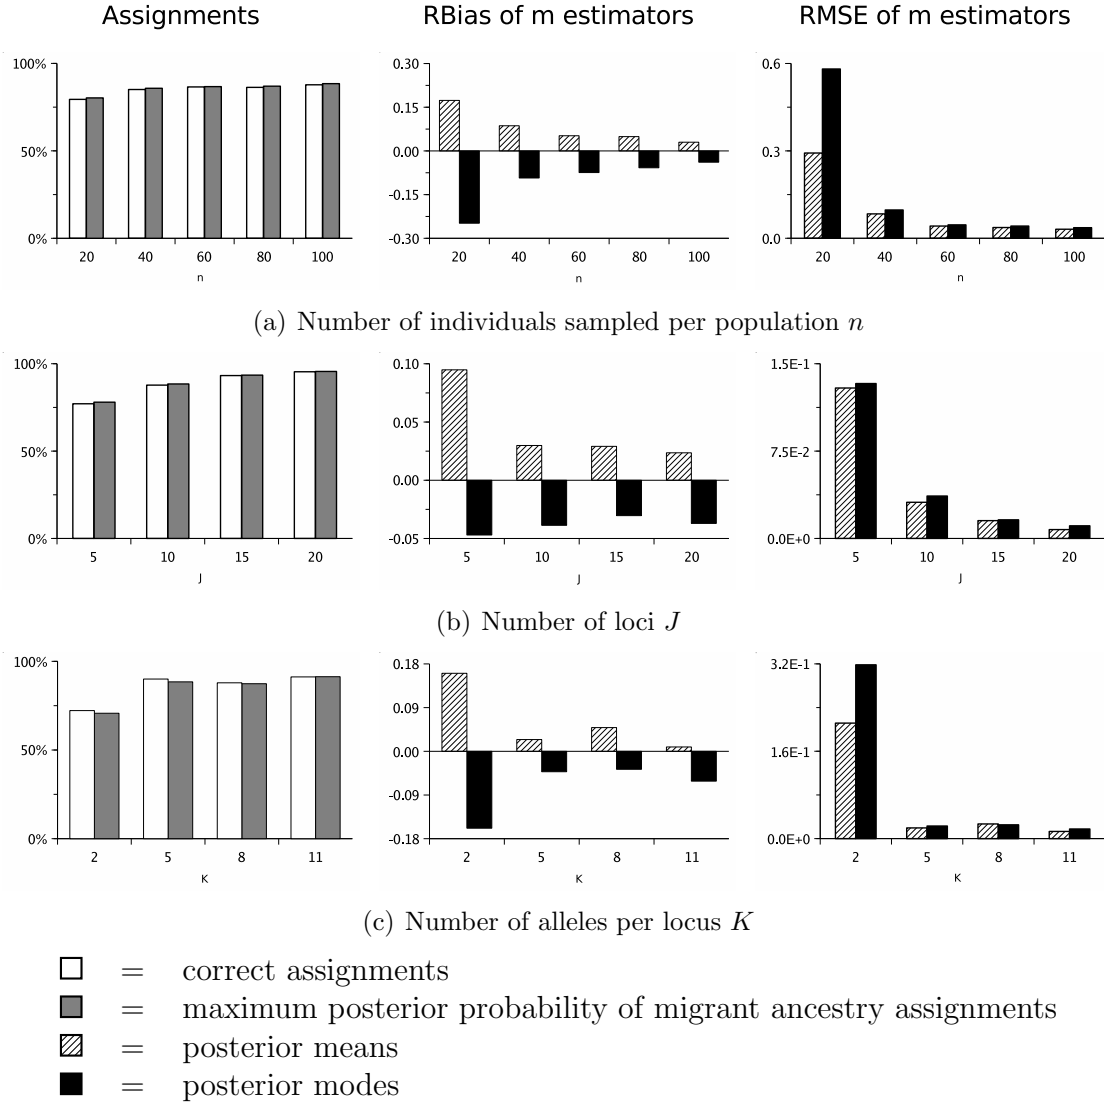 Assignments RBias of m estimators RMSE of m estimators
100% 0.30 0.6
0.15
50% 0.00 0.3
-0.15
0% -0.30 0.0
20 40 60 80 100 20 40 60 80 100 20 40 60 80 100
n n n
(a) Number of individuals sampled per population n
100% 0.10 1.5E-1
0.05
50% 7.5E-2
0.00
0% -0.05 0.0E+0
5 10 15 20 5 10 15 20 5 10 15 20
J J J
(b) Number of loci J
100% 0.18 3.2E-1
0.09
50% 0.00 1.6E-1
-0.09
0% -0.18 0.0E+0
2 5 8 11 2 5 8 11 2 5 8 11
K K K
(c) Number of alleles per locus K
= correct assignments
= maximum posterior probability of migrant ancestry assignments
= posterior means
= posterior modes